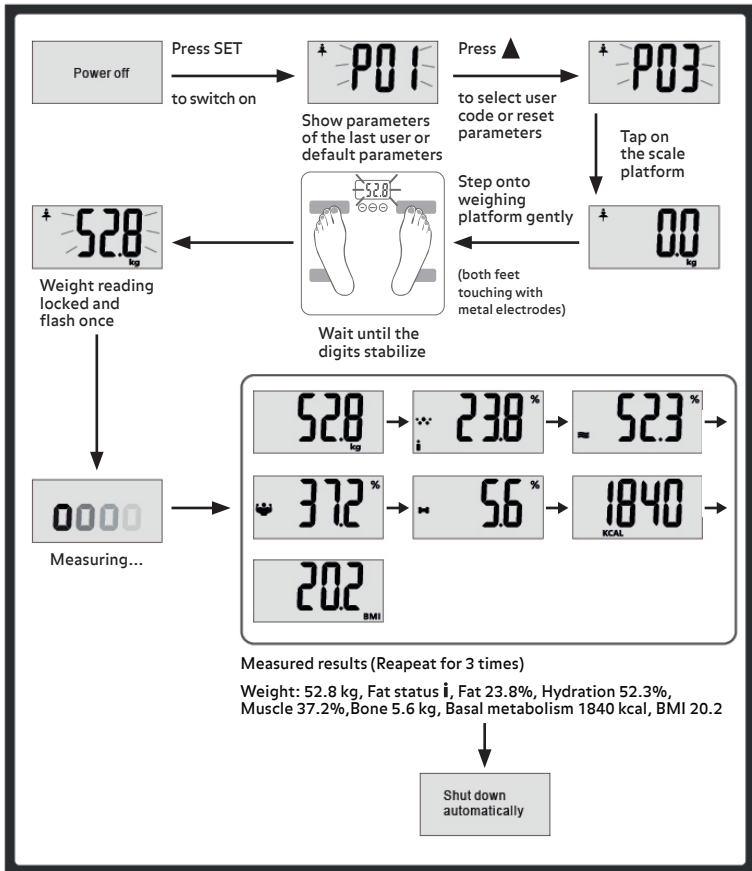 Power off
Press SET
to switch on
P01
Show parameters
of the last user or
default parameters
Press
to select user
code or reset
parameters
P03
Tap on
the scale
platform
0.0
kg
Step onto
weighing
platform gently
(both feet
touching with
metal electrodes)
52.8
Wait until the
digits stabilize
52.8
kg
Weight reading
locked and
flash once
0000
Measuring...
52.8
kg
23.8 %
i
52.3 %
37.2 %
5.6 %
1840
KCAL
20.2
BMI
Measured results (Reapeat for 3 times)
Weight: 52.8 kg, Fat status i, Fat 23.8%, Hydration 52.3%,
Muscle 37.2%,Bone 5.6 kg, Basal metabolism 1840 kcal, BMI 20.2
Shut down
automatically